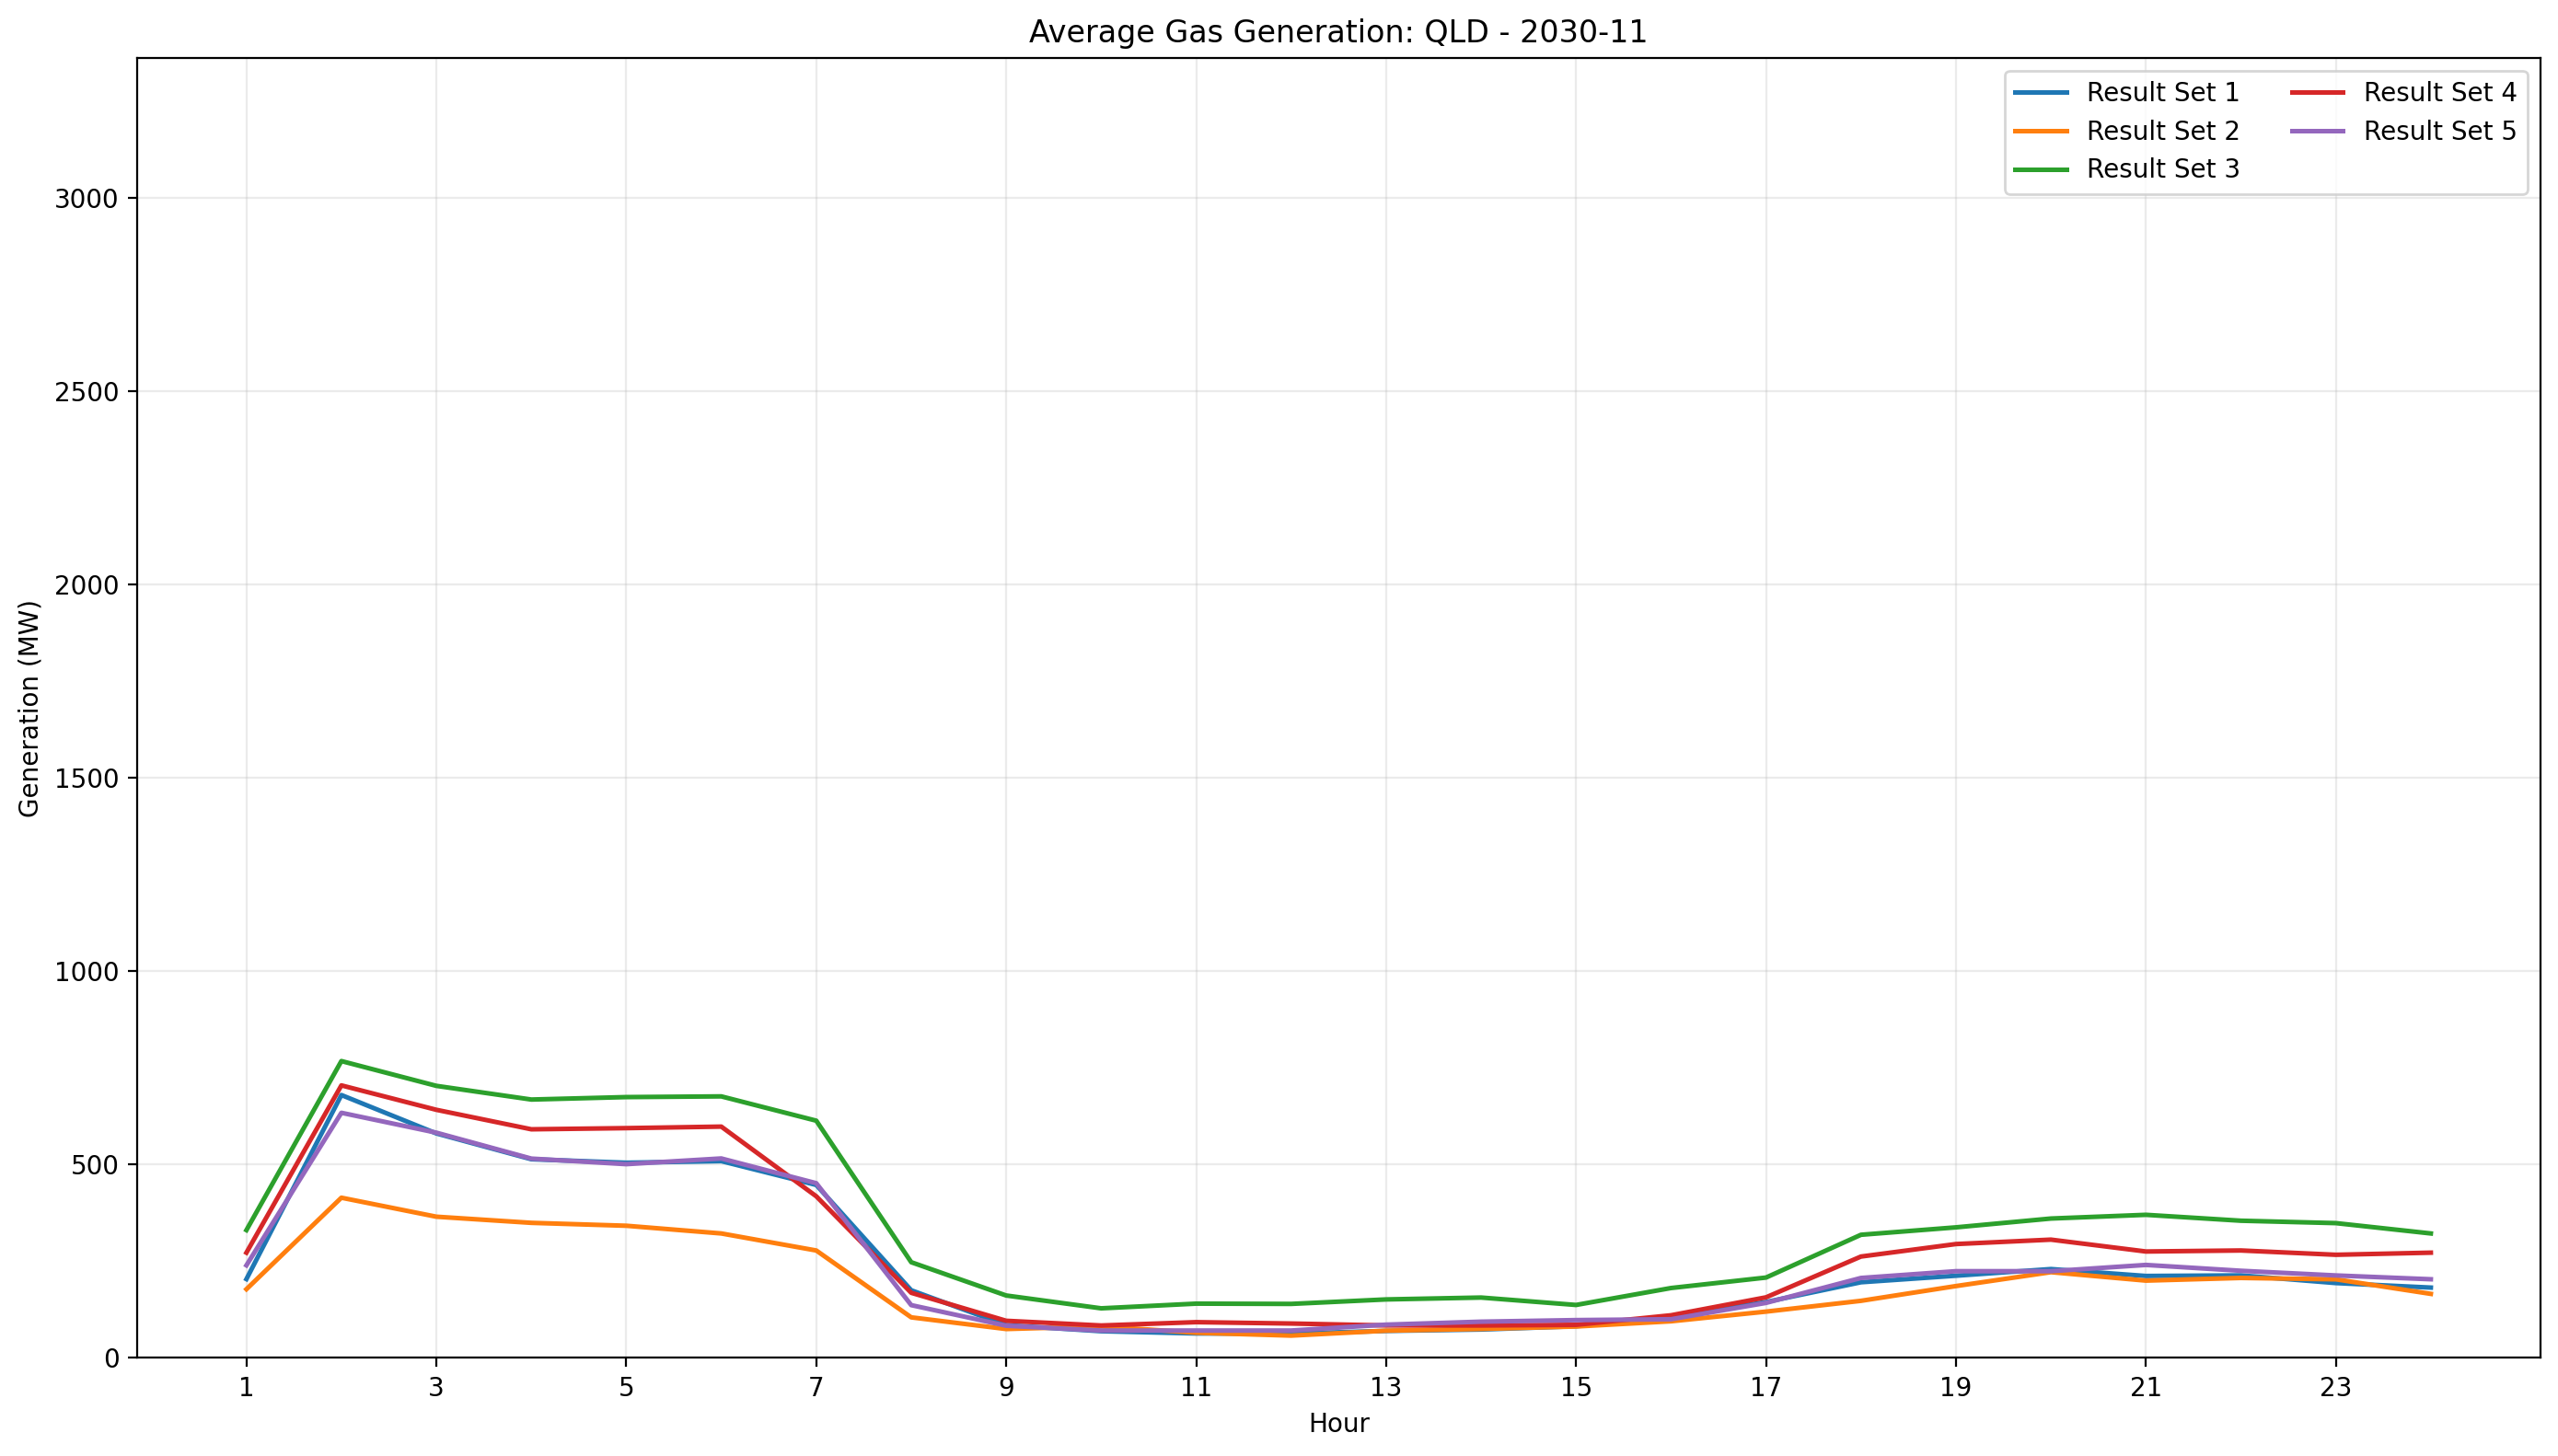 Average Gas Generation: QLD - 2030-11
Result Set 1
Result Set 2
Result Set 3
Result Set 4
Result Set 5
Generation (MW)
3000
2500
2000
1500
1000
500
0
1 3 5 7 9 11 13 15 17 19 21 23
Hour